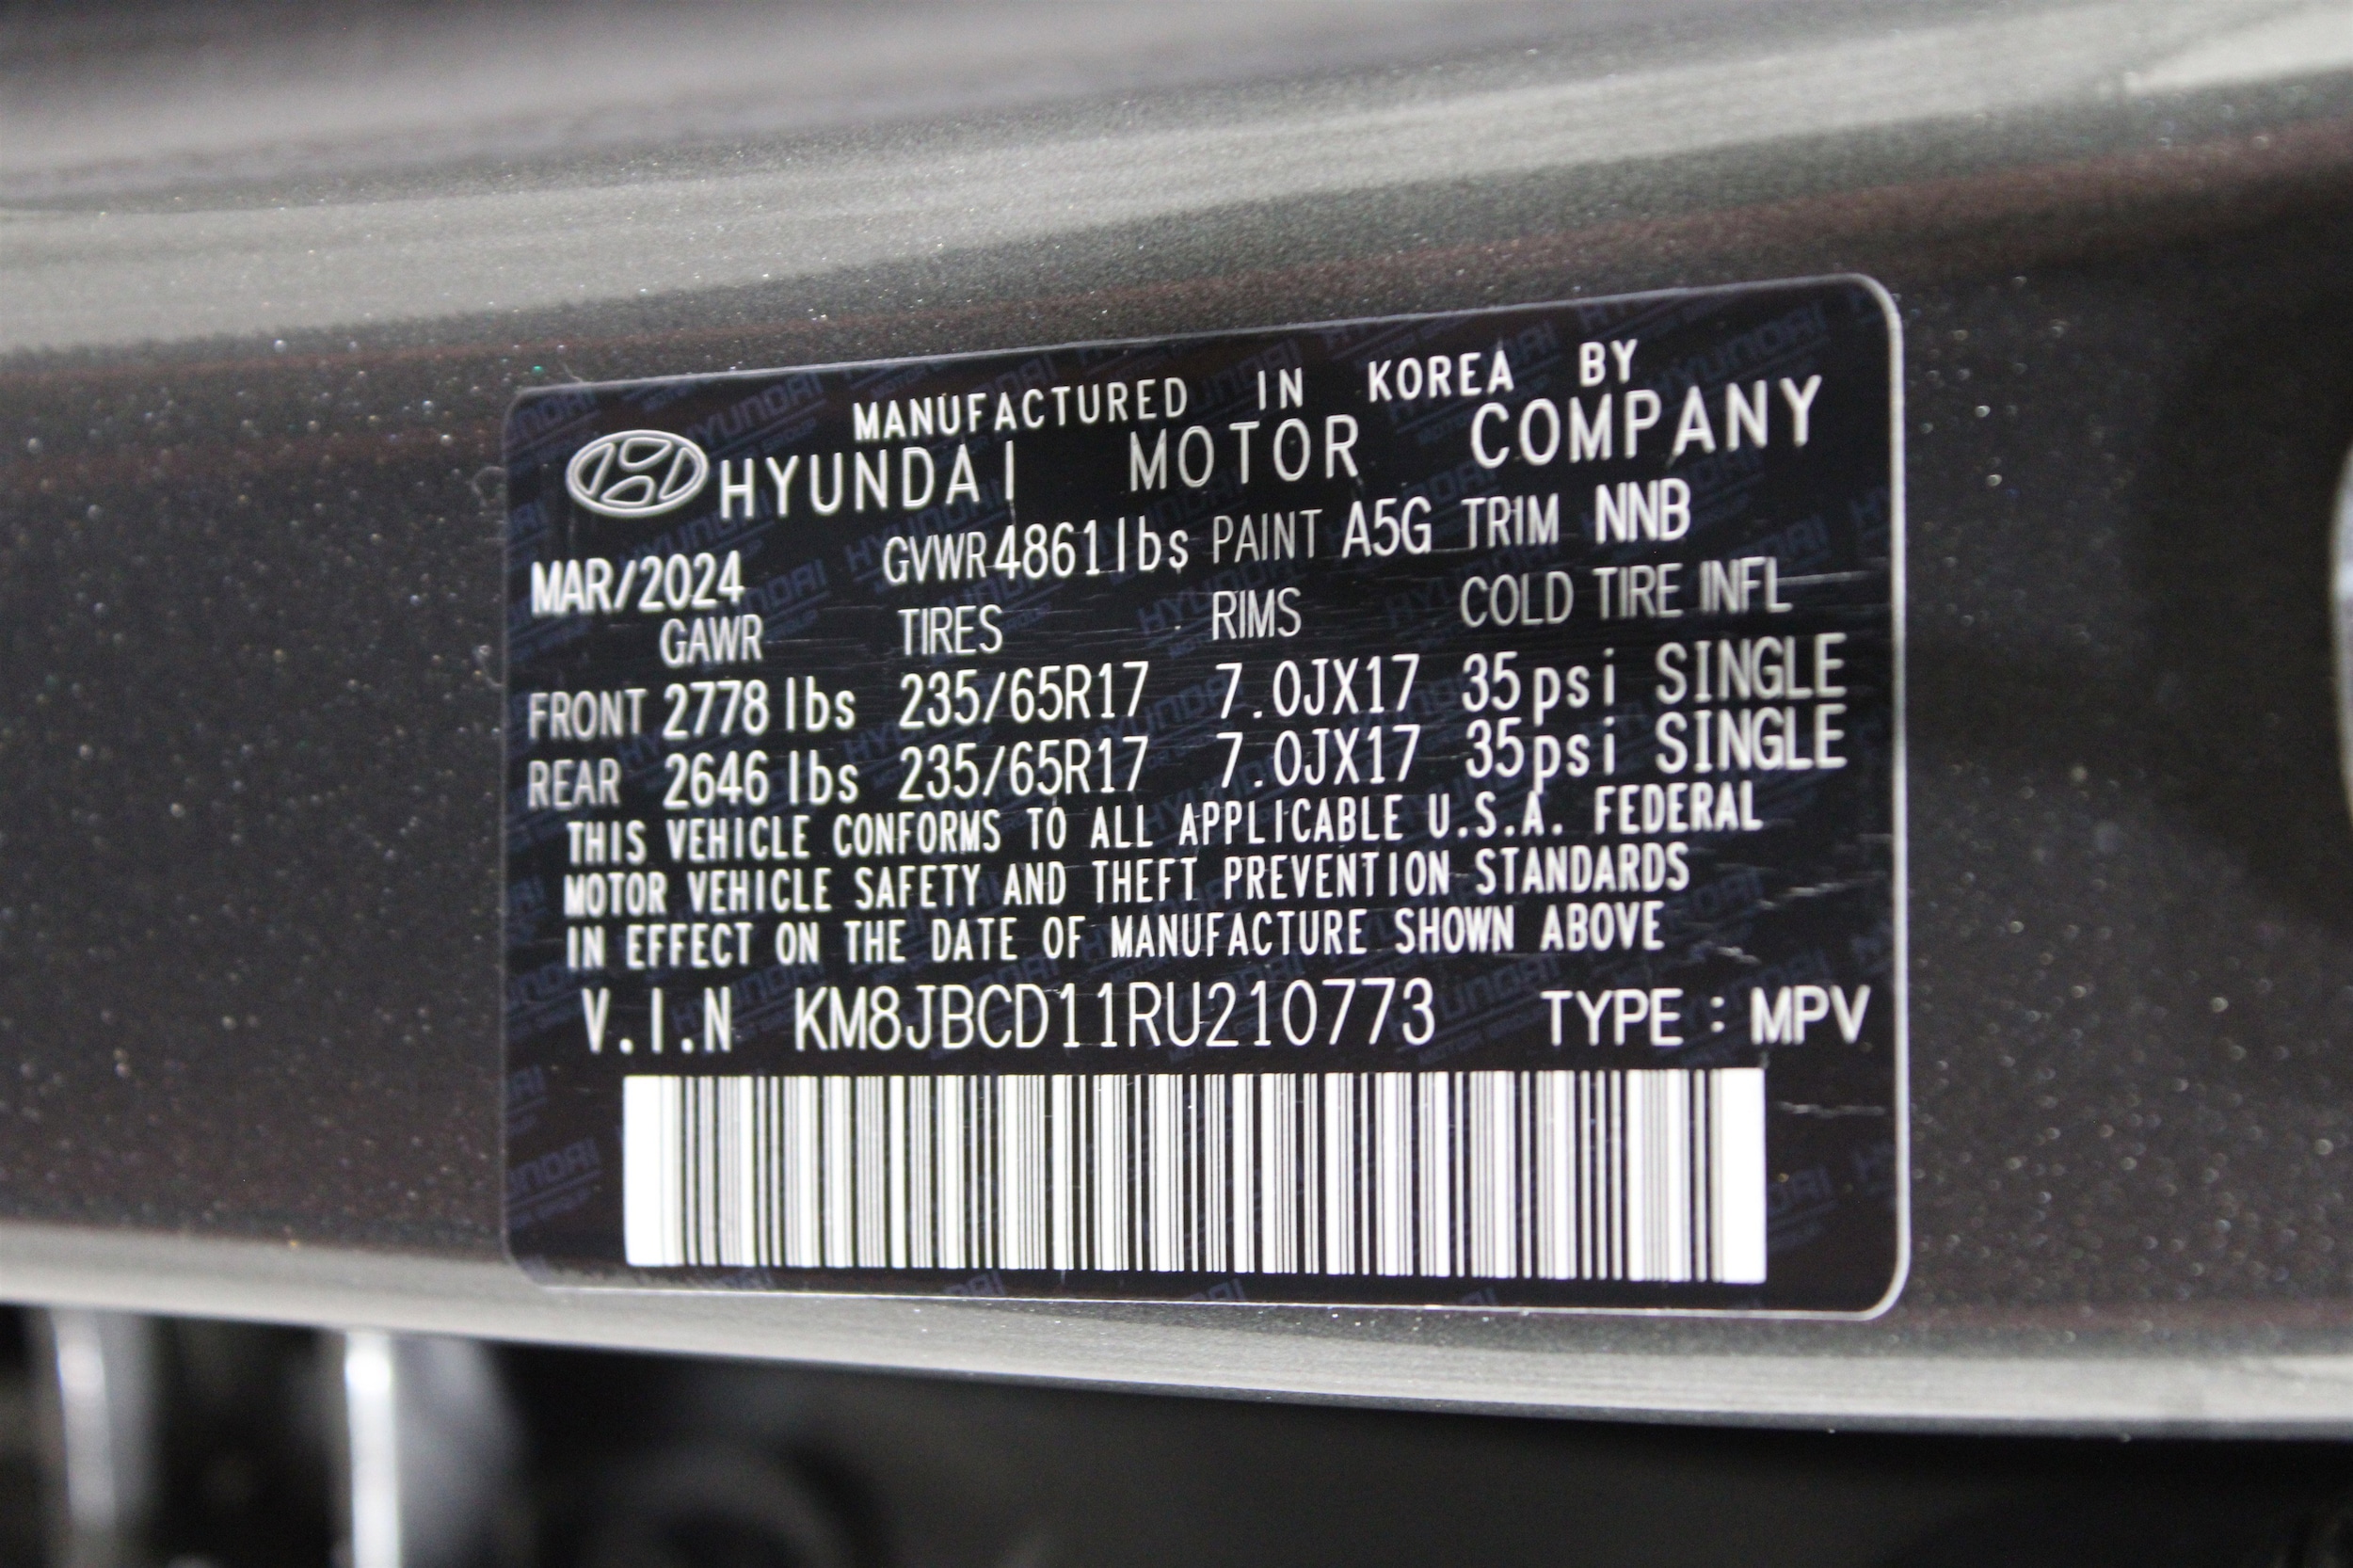 MANUFACTURED IN KOREA BY
HYUNDAI MOTOR COMPANY
MAR/2024 GVWR 4861lbs PAINT A5G TRIM NNB
GAWR TIRES RIMS COLD TIRE INFL
FRONT 2778 lbs 235/65R17 7.0JX17 35psi SINGLE
REAR 2646 lbs 235/65R17 7.0JX17 35psi SINGLE
THIS VEHICLE CONFORMS TO ALL APPLICABLE U.S.A. FEDERAL
MOTOR VEHICLE SAFETY AND THEFT PREVENTION STANDARDS
IN EFFECT ON THE DATE OF MANUFACTURE SHOWN ABOVE
V.I.N KM8JBCD11RU210773 TYPE : MPV